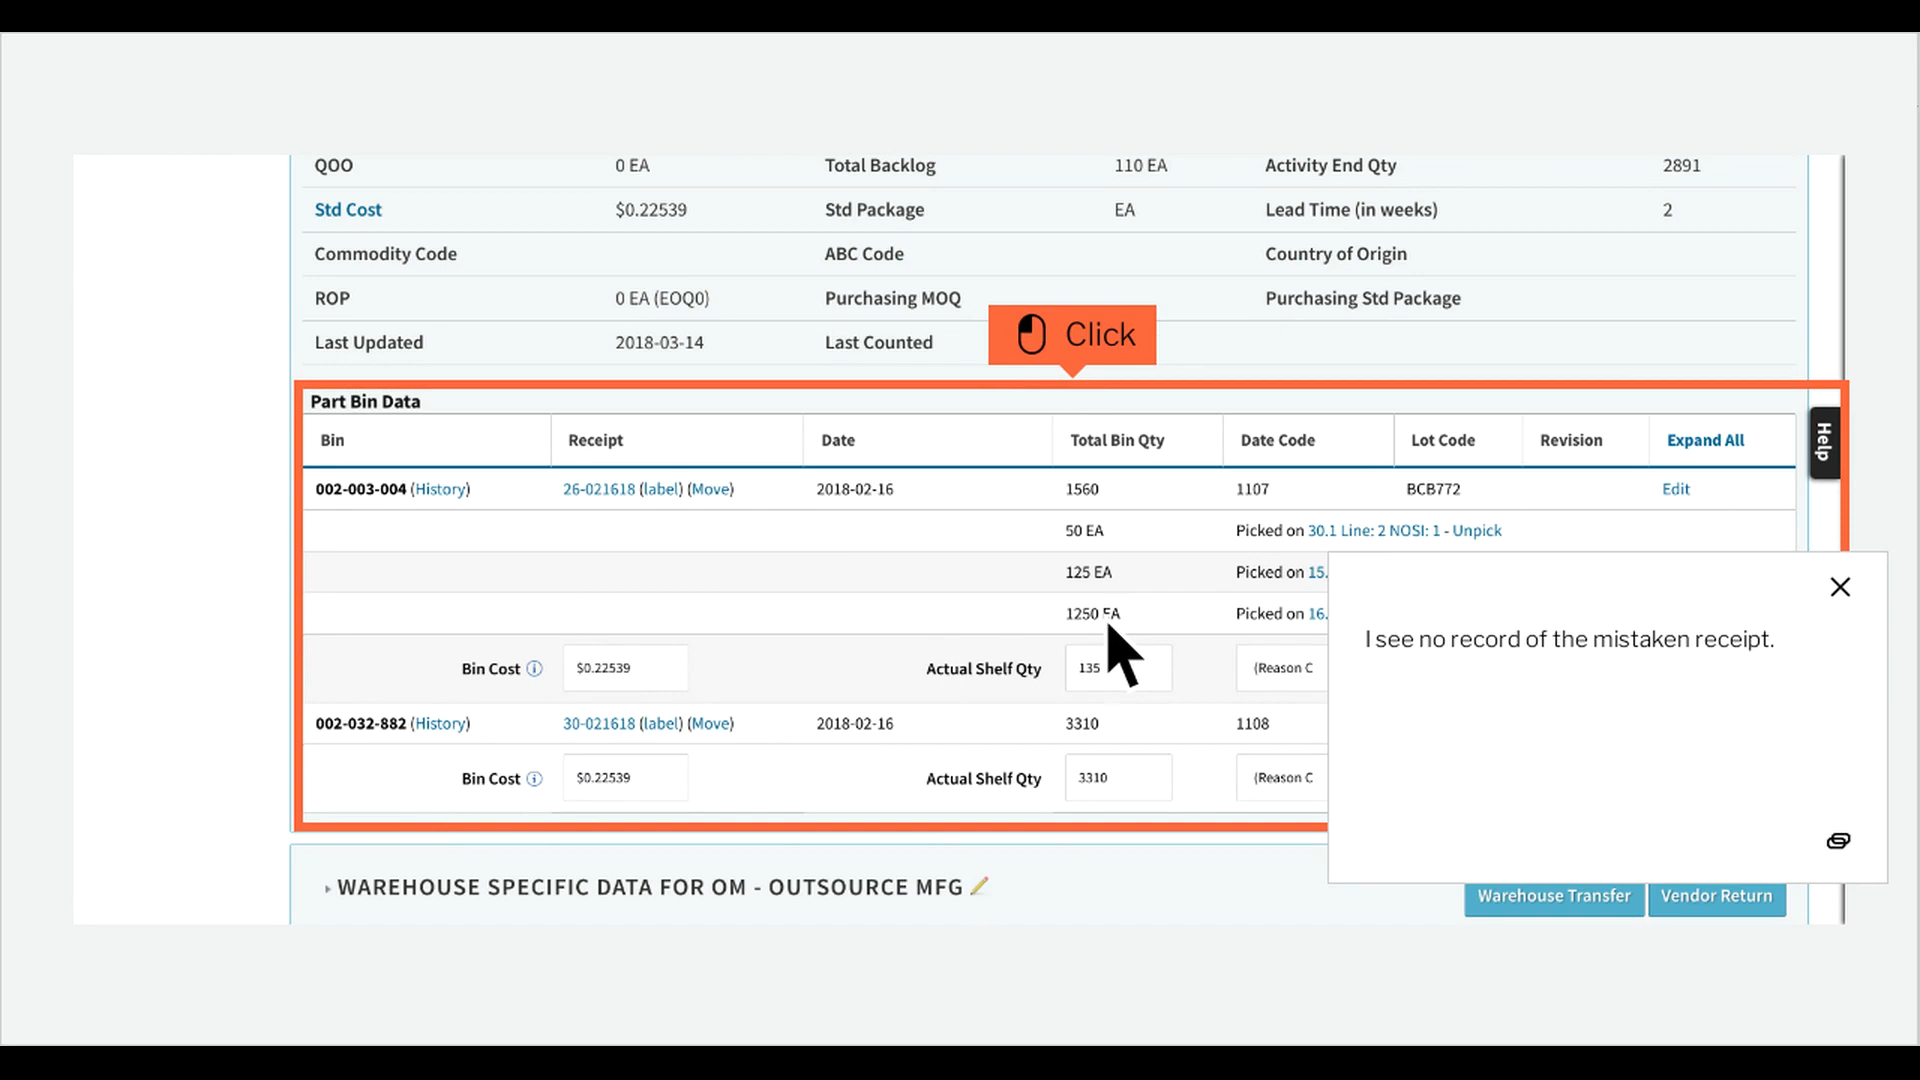 QOO 0 EA Total Backlog 110 EA Activity End Qty 2891
Std Cost $0.22539 Std Package EA Lead Time (in weeks) 2
Commodity Code ABC Code Country of Origin
ROP 0 EA (EOQ0) Purchasing MOQ Purchasing Std Package
Click
Last Updated 2018-03-14 Last Counted
Part Bin Data
Bin Receipt Date Total Bin Qty Date Code Lot Code Revision Expand All
Help
002-003-004 (History) 26-021618 (label) (Move) 2018-02-16 1560 1107 BCB772 Edit
50 EA Picked on 30.1 Line: 2 NOSI: 1 - Unpick
125 EA Picked on 15.
1250 EA Picked on 16.
I see no record of the mistaken receipt.
Bin Cost $0.22539 Actual Shelf Qty 135 (Reason C
002-032-882 (History) 30-021618 (label) (Move) 2018-02-16 3310 1108
Bin Cost $0.22539 Actual Shelf Qty 3310 (Reason C
WAREHOUSE SPECIFIC DATA FOR OM - OUTSOURCE MFG
Warehouse Transfer Vendor Return